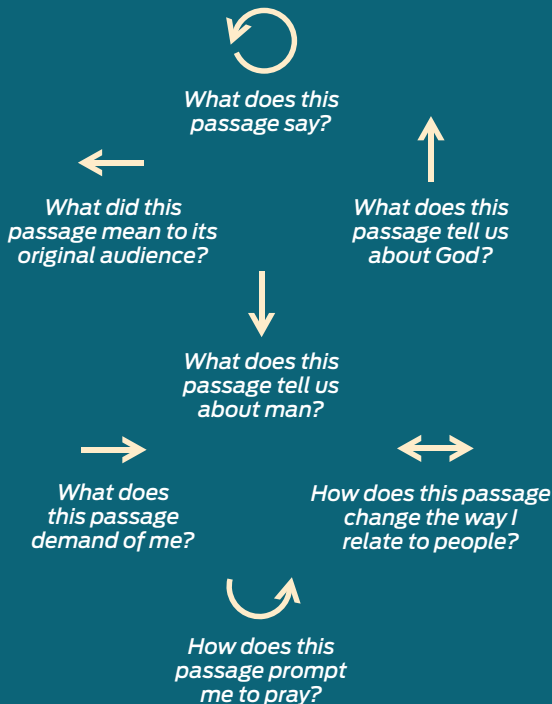 What does this
passage say?
What did this
passage mean to its
original audience?
What does this
passage tell us
about God?
What does this
passage tell us
about man?
What does
this passage
demand of me?
How does this passage
change the way I
relate to people?
How does this
passage prompt
me to pray?